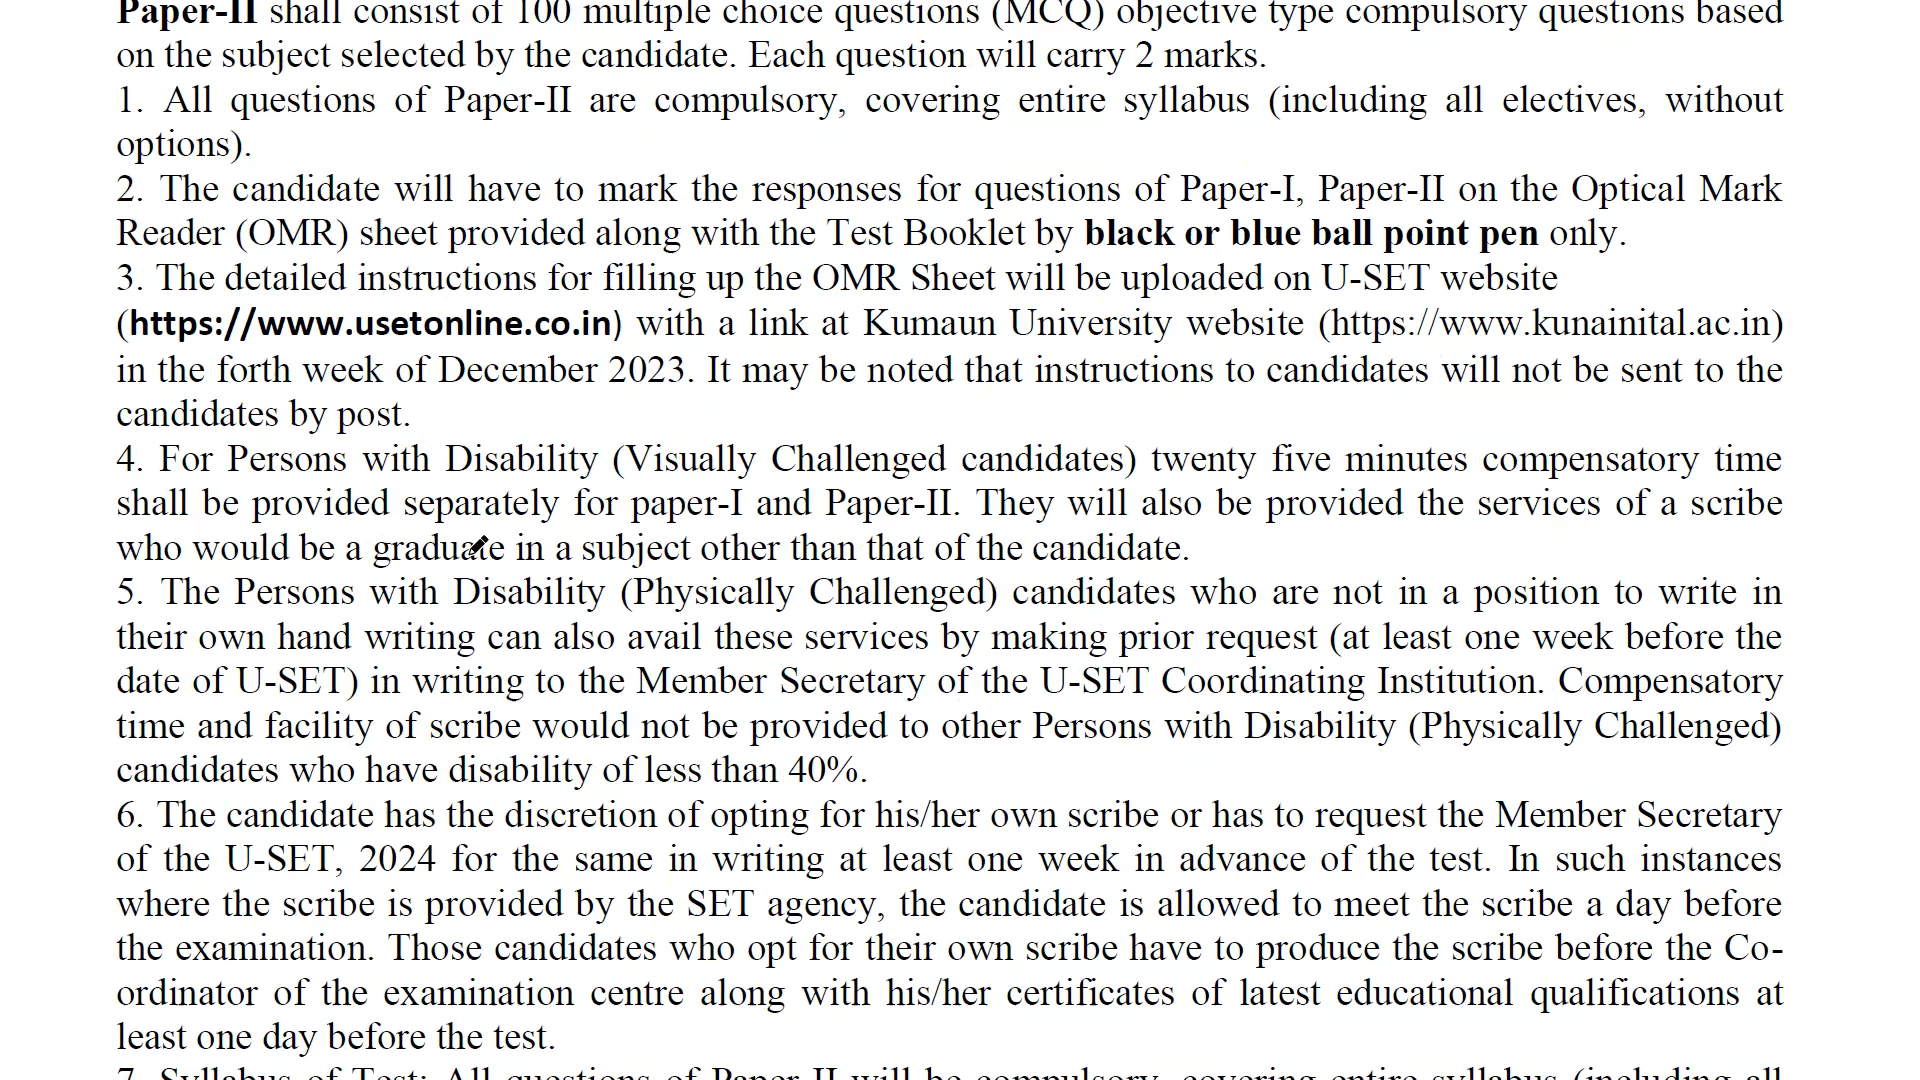 Paper-II shall consist of 100 multiple choice questions (MCQ) objective type compulsory questions based
on the subject selected by the candidate. Each question will carry 2 marks.
1. All questions of Paper-II are compulsory, covering entire syllabus (including all electives, without
options).
2. The candidate will have to mark the responses for questions of Paper-I, Paper-II on the Optical Mark
Reader (OMR) sheet provided along with the Test Booklet by black or blue ball point pen only.
3. The detailed instructions for filling up the OMR Sheet will be uploaded on U-SET website
(https://www.usetonline.co.in) with a link at Kumaun University website (https://www.kunainital.ac.in)
in the forth week of December 2023. It may be noted that instructions to candidates will not be sent to the
candidates by post.
4. For Persons with Disability (Visually Challenged candidates) twenty five minutes compensatory time
shall be provided separately for paper-I and Paper-II. They will also be provided the services of a scribe
who would be a graduate in a subject other than that of the candidate.
5. The Persons with Disability (Physically Challenged) candidates who are not in a position to write in
their own hand writing can also avail these services by making prior request (at least one week before the
date of U-SET) in writing to the Member Secretary of the U-SET Coordinating Institution. Compensatory
time and facility of scribe would not be provided to other Persons with Disability (Physically Challenged)
candidates who have disability of less than 40%.
6. The candidate has the discretion of opting for his/her own scribe or has to request the Member Secretary
of the U-SET, 2024 for the same in writing at least one week in advance of the test. In such instances
where the scribe is provided by the SET agency, the candidate is allowed to meet the scribe a day before
the examination. Those candidates who opt for their own scribe have to produce the scribe before the Co-
ordinator of the examination centre along with his/her certificates of latest educational qualifications at
least one day before the test.
7. Syllabus of Test: All questions of Paper-II will be compulsory, covering entire syllabus (including all